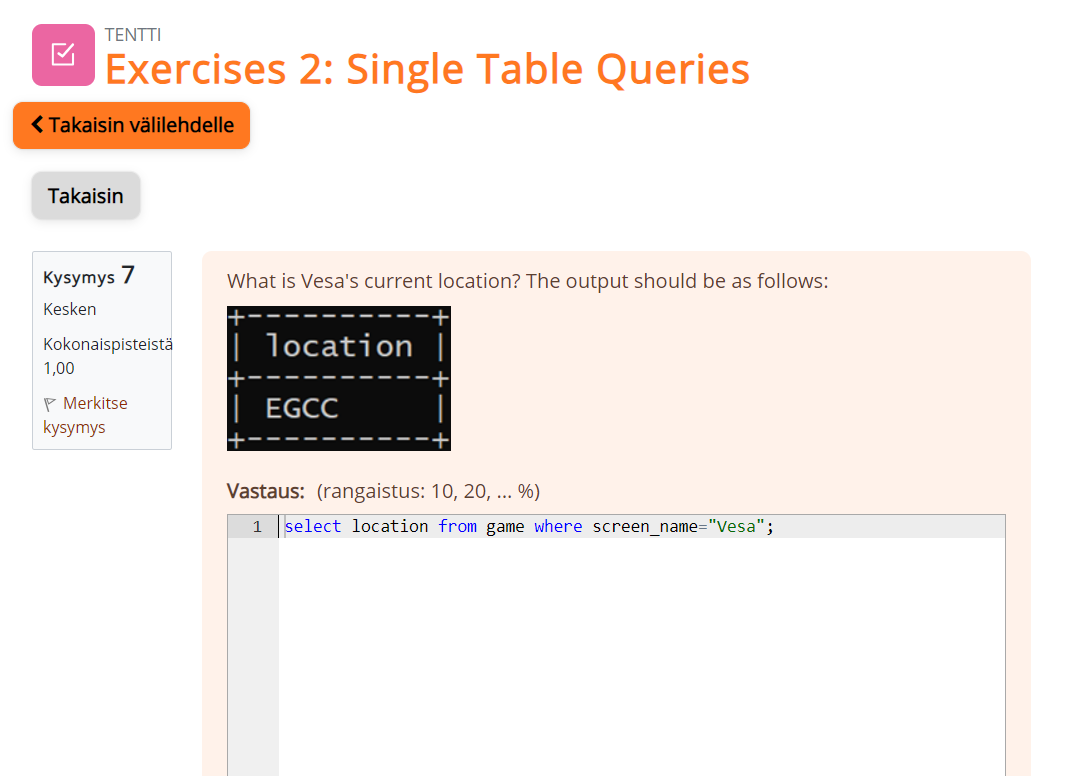 TENTTI
Exercises 2: Single Table Queries
Takaisin välilehdelle
Takaisin
Kysymys 7
Kesken
Kokonaispisteistä
1,00
Merkitse
kysymys
What is Vesa's current location? The output should be as follows:
+----------+
| location |
+----------+
| EGCC     |
+----------+
Vastaus: (rangaistus: 10, 20, ... %)
1 select location from game where screen_name="Vesa";